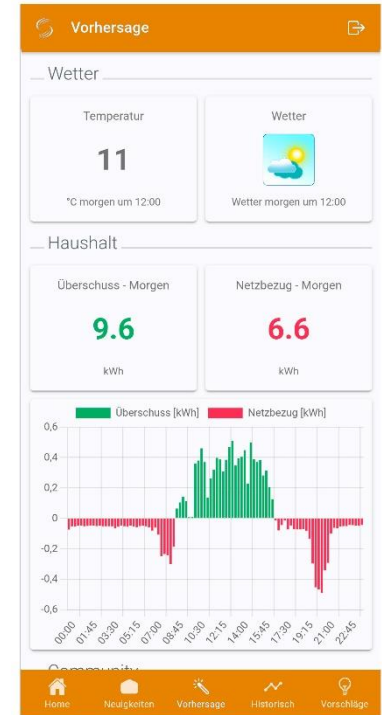 Vorhersage
Wetter
Temperatur
11
°C morgen um 12:00
Wetter
Wetter morgen um 12:00
Haushalt
Überschuss - Morgen
9.6
kWh
Netzbezug - Morgen
6.6
kWh
Überschuss [kWh] Netzbezug [kWh]
0,6
0,4
0,2
0
-0,2
-0,4
-0,6
00:00 01:45 03:30 05:15 07:00 08:45 10:30 12:15 14:00 15:45 17:30 19:15 21:00 22:45
Community
Home Neuigkeiten Vorhersage Historisch Vorschläge